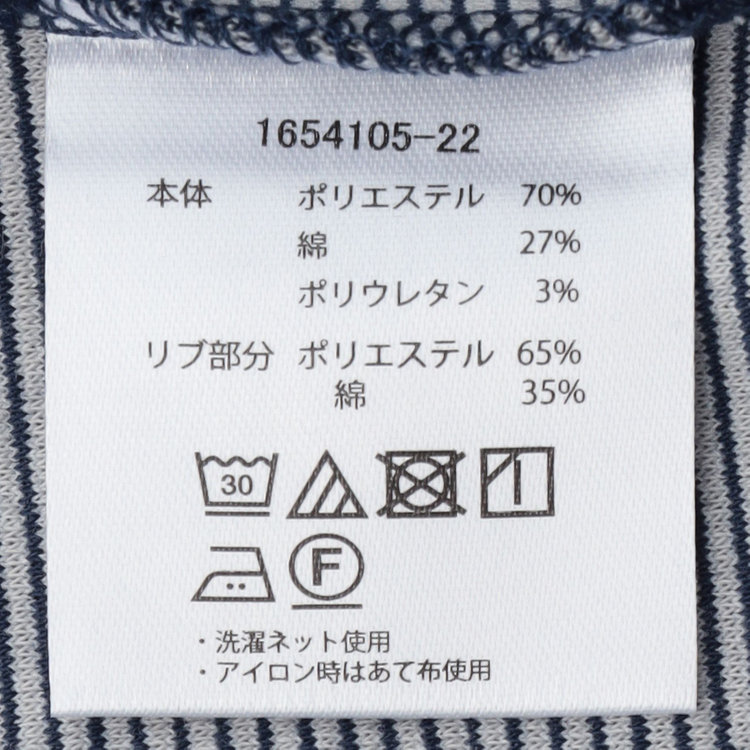 1654105-22
本体 ポリエステル 70%
綿 27%
ポリウレタン 3%
リブ部分 ポリエステル 65%
綿 35%
30
F
・洗濯ネット使用
・アイロン時はあて布使用